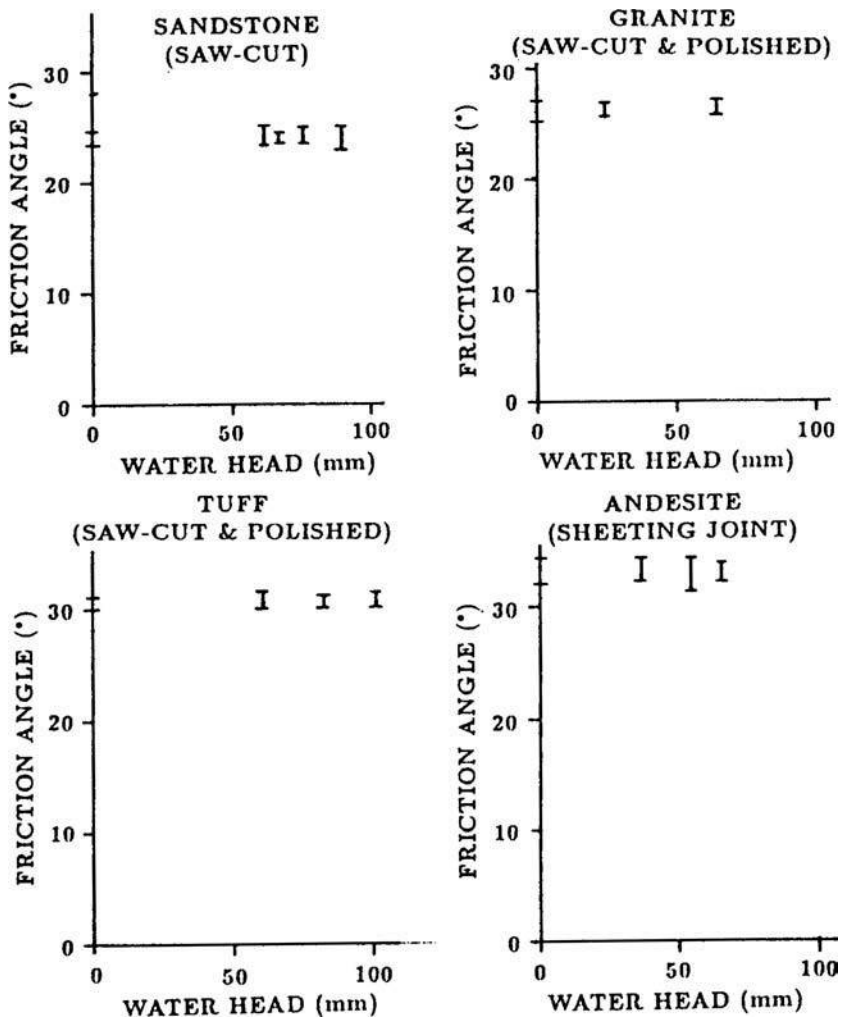 SANDSTONE
(SAW-CUT)
FRICTION ANGLE (°)
30
20
10
0
0 50 100
WATER HEAD (mm)
GRANITE
(SAW-CUT & POLISHED)
FRICTION ANGLE (°)
30
20
10
0
0 50 100
WATER HEAD (mm)
TUFF
(SAW-CUT & POLISHED)
FRICTION ANGLE (°)
30
20
10
0
0 50 100
WATER HEAD (mm)
ANDESITE
(SHEETING JOINT)
FRICTION ANGLE (°)
30
20
10
0
0 50 100
WATER HEAD (mm)